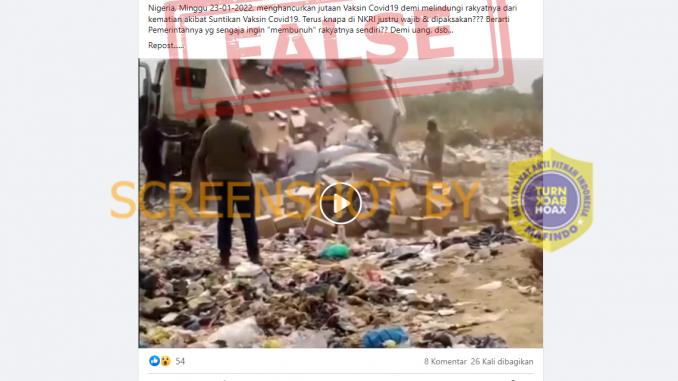 Nigeria. Minggu 23-01-2022. menghancurkan jutaan Vaksin Covid19 demi melindungi rakyatnya dari
kematian akibat Suntikan Vaksin Covid19. Terus knapa di NKRI justru wajib & dipaksakan??? Berarti
Pemerintahnya yg sengaja ingin "membunuh" rakyatnya sendiri?? Demi uang, dsb...
Repost.....
FALSE
SCREENSHOT BY
MASYARAKAT ANTI FITNAH INDONESIA
TURN
BACK
HOAX
MAFINDO
54
8 Komentar 26 Kali dibagikan